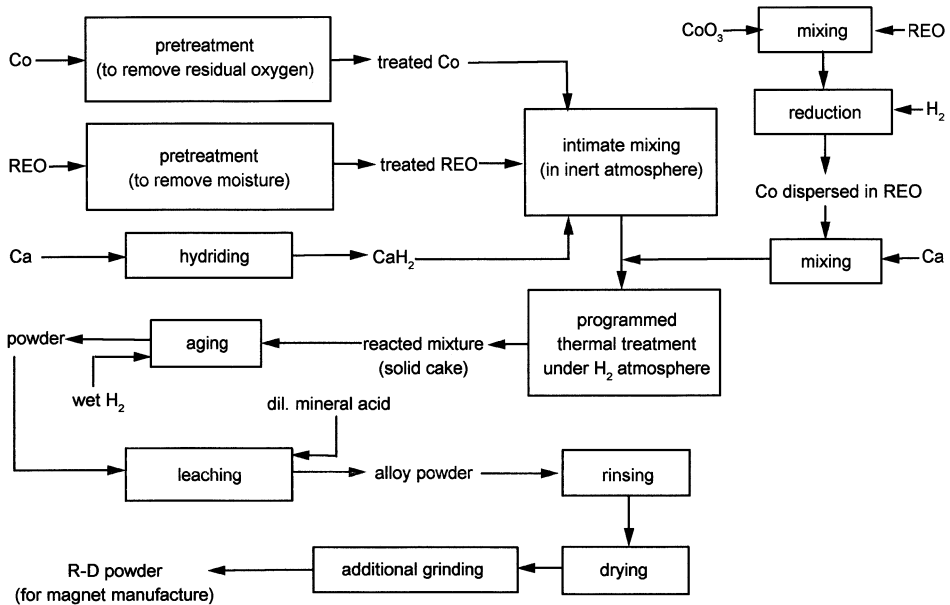 CoO₃
mixing
REO
Co
pretreatment
(to remove residual oxygen)
treated Co
reduction
H₂
REO
pretreatment
(to remove moisture)
treated REO
intimate mixing
(in inert atmosphere)
Co dispersed in REO
Ca
hydriding
CaH₂
mixing
Ca
powder
aging
reacted mixture
(solid cake)
programmed
thermal treatment
under H₂ atmosphere
wet H₂
dil. mineral acid
leaching
alloy powder
rinsing
R-D powder
(for magnet manufacture)
additional grinding
drying